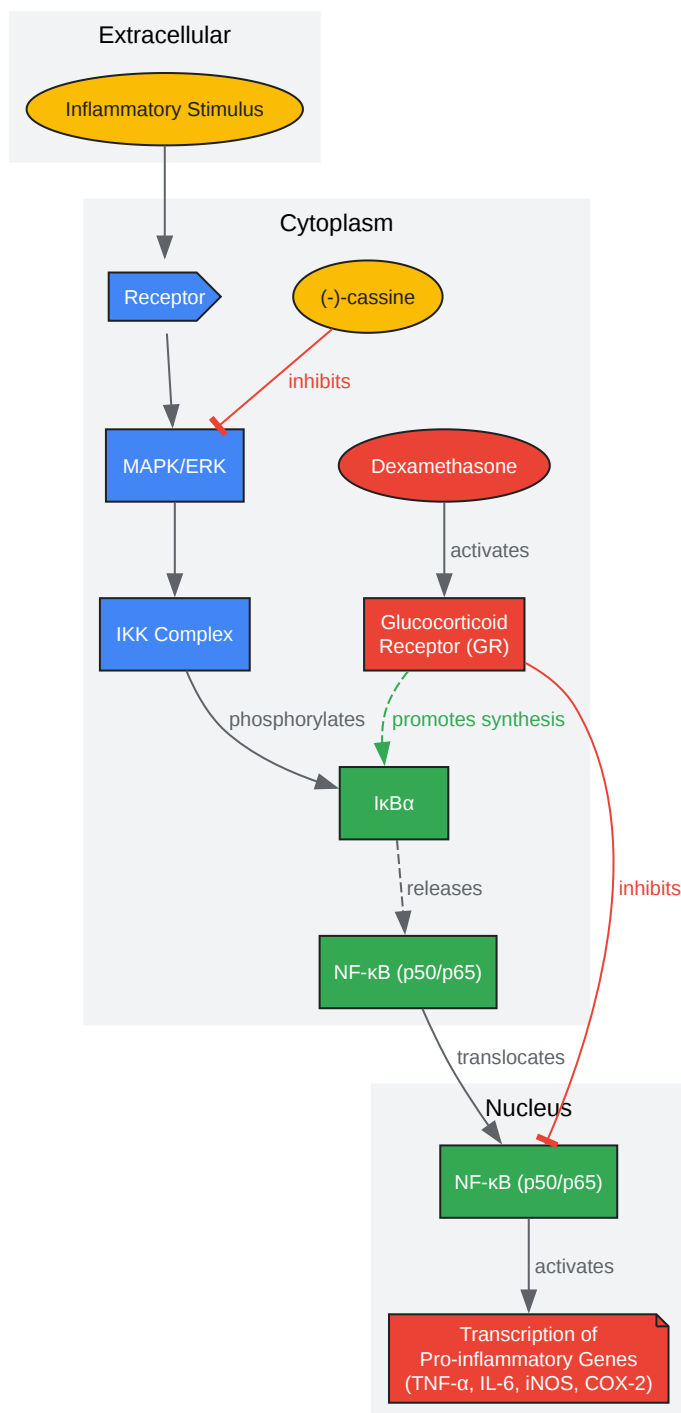 Extracellular
Inflammatory Stimulus
Cytoplasm
Receptor
(-)-cassine
inhibits
MAPK/ERK
Dexamethasone
activates
IKK Complex
Glucocorticoid
Receptor (GR)
phosphorylates
promotes synthesis
IκBα
releases
inhibits
NF-κB (p50/p65)
translocates
Nucleus
NF-κB (p50/p65)
activates
Transcription of
Pro-inflammatory Genes
(TNF-α, IL-6, iNOS, COX-2)